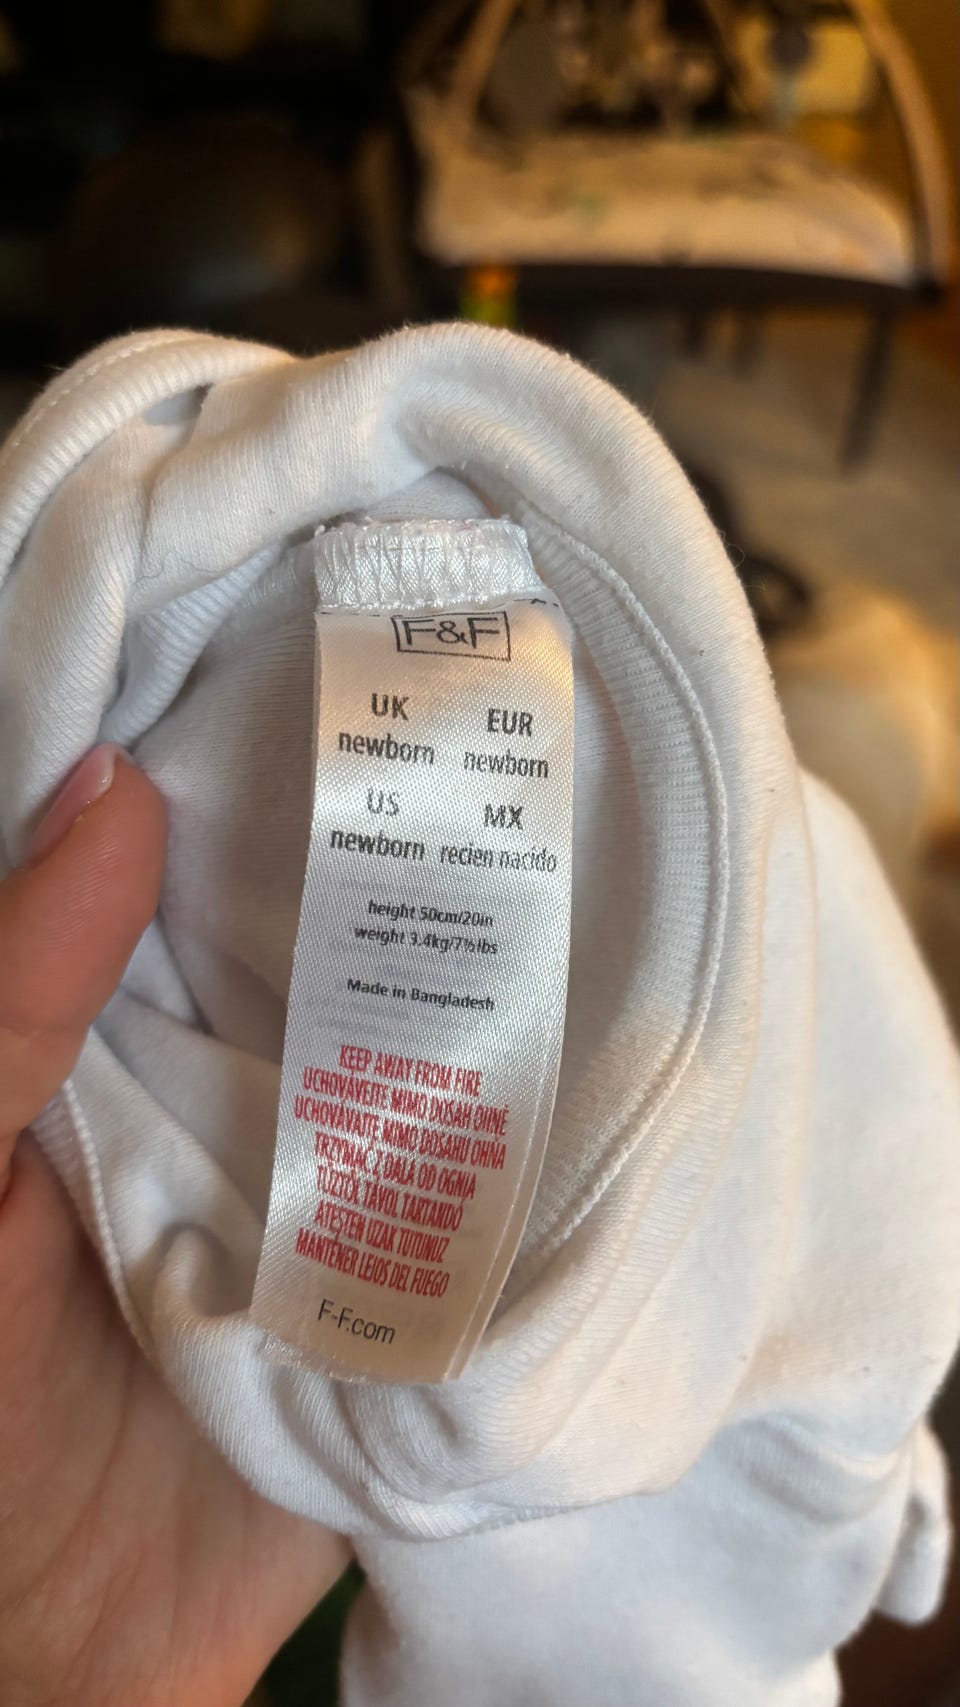 F&F
UK EUR
newborn newborn
US MX
newborn recien nacido
height 50cm/20in
weight 3.4kg/7½lbs
Made in Bangladesh
KEEP AWAY FROM FIRE
UCHOVÁVEJTE MIMO DOSAH OHNĚ
UCHOVÁVAJTE MIMO DOSAHU OHŇA
TRZYMAĆ Z DALA OD OGNIA
TŰZTŐL TÁVOL TARTANDÓ
ATEŞTEN UZAK TUTUNUZ
MANTENER LEJOS DEL FUEGO
F-F.com